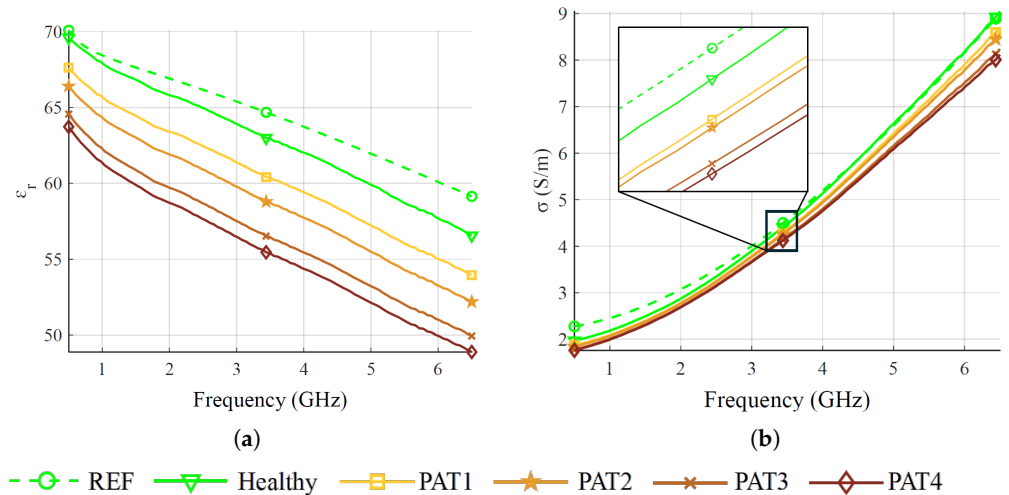 70
65
60
55
50
εr
1 2 3 4 5 6
Frequency (GHz)
(a)
9
8
7
6
5
4
3
2
σ (S/m)
1 2 3 4 5 6
Frequency (GHz)
(b)
REF Healthy PAT1 PAT2 PAT3 PAT4